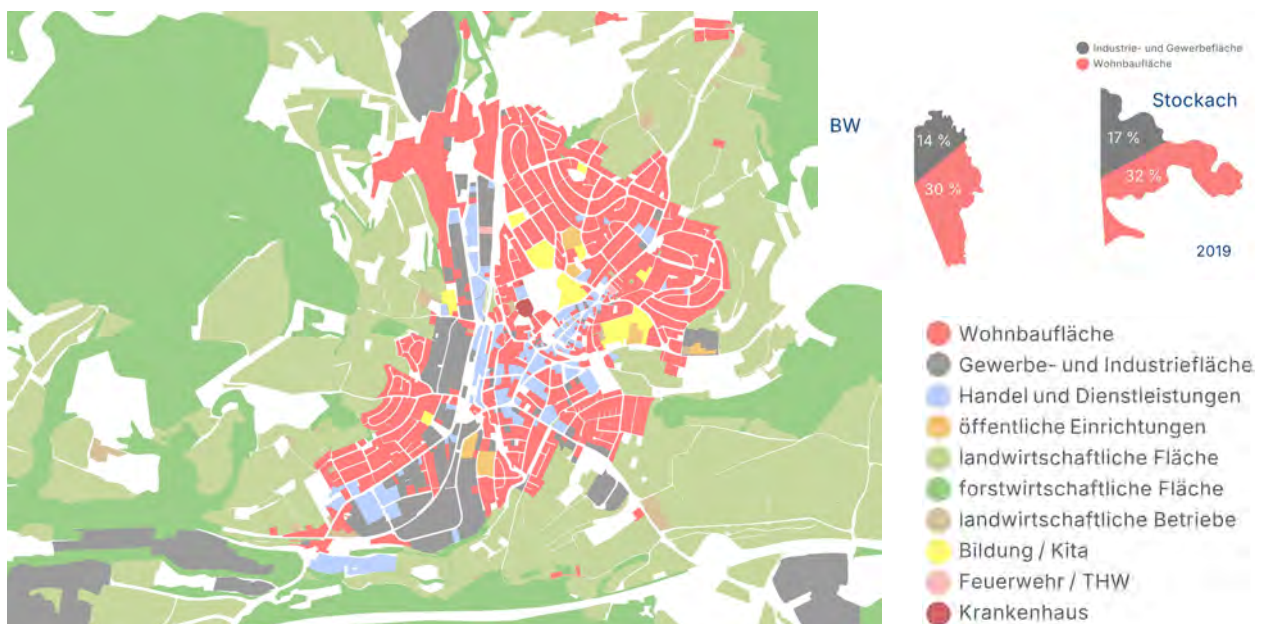 Industrie- und Gewerbefläche
Wohnbaufläche
BW
Stockach
14 %
17 %
30 %
32 %
2019
Wohnbaufläche
Gewerbe- und Industriefläche
Handel und Dienstleistungen
öffentliche Einrichtungen
landwirtschaftliche Fläche
forstwirtschaftliche Fläche
landwirtschaftliche Betriebe
Bildung / Kita
Feuerwehr / THW
Krankenhaus